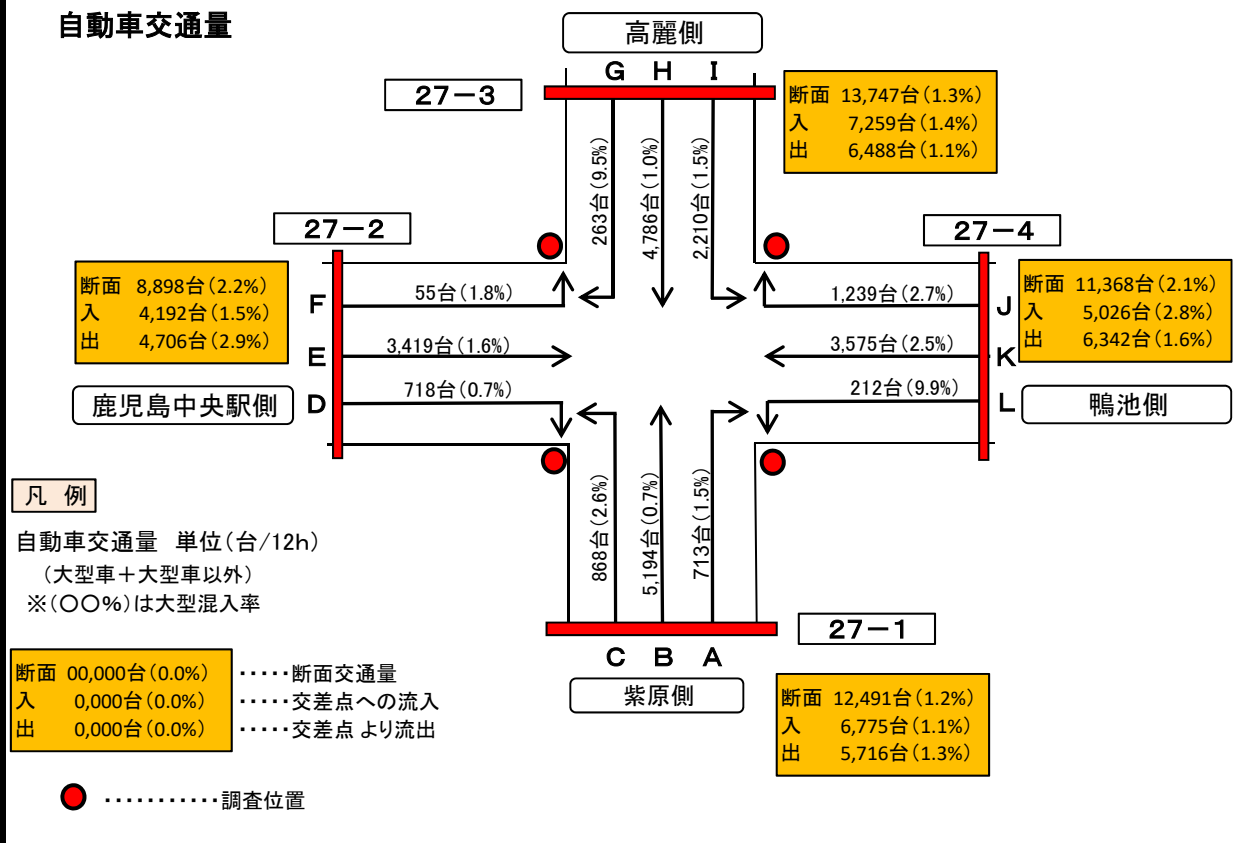 自動車交通量
高麗側
27－3
G H I
断面 13,747台(1.3%)
入 7,259台(1.4%)
出 6,488台(1.1%)
263台(9.5%)
4,786台(1.0%)
2,210台(1.5%)
27－2
27－4
断面 8,898台(2.2%)
入 4,192台(1.5%)
出 4,706台(2.9%)
F
55台(1.8%)
E
3,419台(1.6%)
D
718台(0.7%)
鹿児島中央駅側
1,239台(2.7%)
J
3,575台(2.5%)
K
212台(9.9%)
L
断面 11,368台(2.1%)
入 5,026台(2.8%)
出 6,342台(1.6%)
鴨池側
868台(2.6%)
5,194台(0.7%)
713台(1.5%)
27－1
C B A
紫原側
断面 12,491台(1.2%)
入 6,775台(1.1%)
出 5,716台(1.3%)
凡 例
自動車交通量 単位(台/12h)
(大型車＋大型車以外)
※(○○%)は大型混入率
断面 00,000台(0.0%) ・・・・・断面交通量
入 0,000台(0.0%) ・・・・・交差点への流入
出 0,000台(0.0%) ・・・・・交差点より流出
・・・・・・・・・・・調査位置